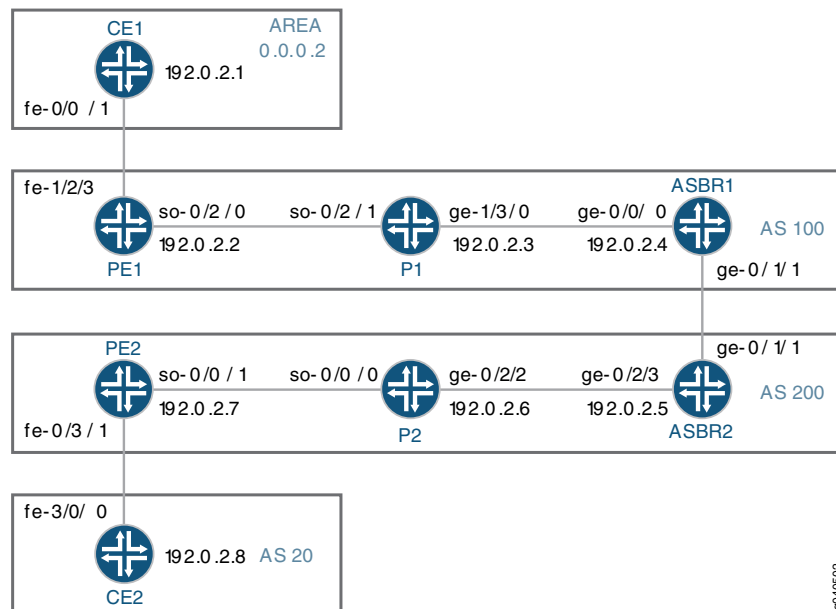 CE1
AREA
0.0.0.2
192.0.2.1
fe-0/0 / 1
fe-1/2/3
ASBR1
so-0/2 / 0
so-0/2 / 1
ge-1/3/ 0
ge-0/0/ 0
AS 100
192.0.2.2
192.0.2.3
192.0.2.4
PE1
P1
ge-0/ 1/ 1
PE2
ge-0/ 1/ 1
so-0/0 / 1
so-0/0 / 0
ge-0/2/2
ge-0/2/3
AS 200
192.0.2.7
192.0.2.6
192.0.2.5
fe-0/3 / 1
P2
ASBR2
fe-3/0/ 0
192.0.2.8
AS 20
CE2